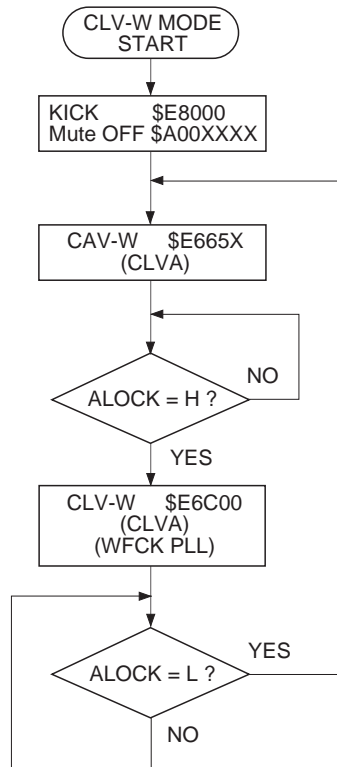 CLV-W MODE
START
KICK $E8000
Mute OFF $A00XXXX
CAV-W $E665X
(CLVA)
ALOCK = H ?
NO
YES
CLV-W $E6C00
(CLVA)
(WFCK PLL)
ALOCK = L ?
YES
NO